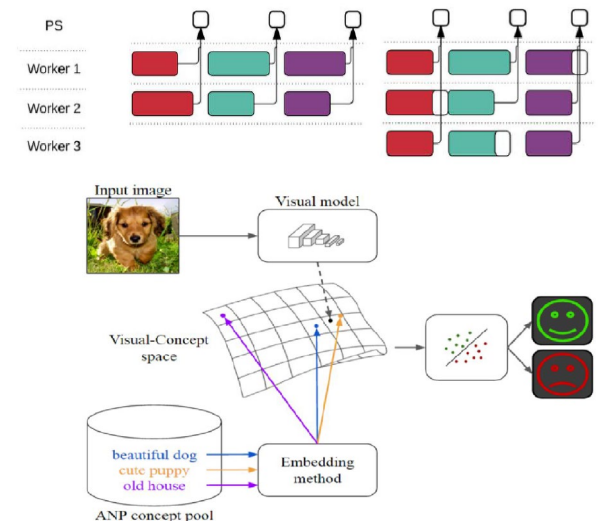 PS
Worker 1
Worker 2
Worker 3
Input image
Visual model
Visual-Concept
space
beautiful dog
cute puppy
old house
Embedding
method
ANP concept pool